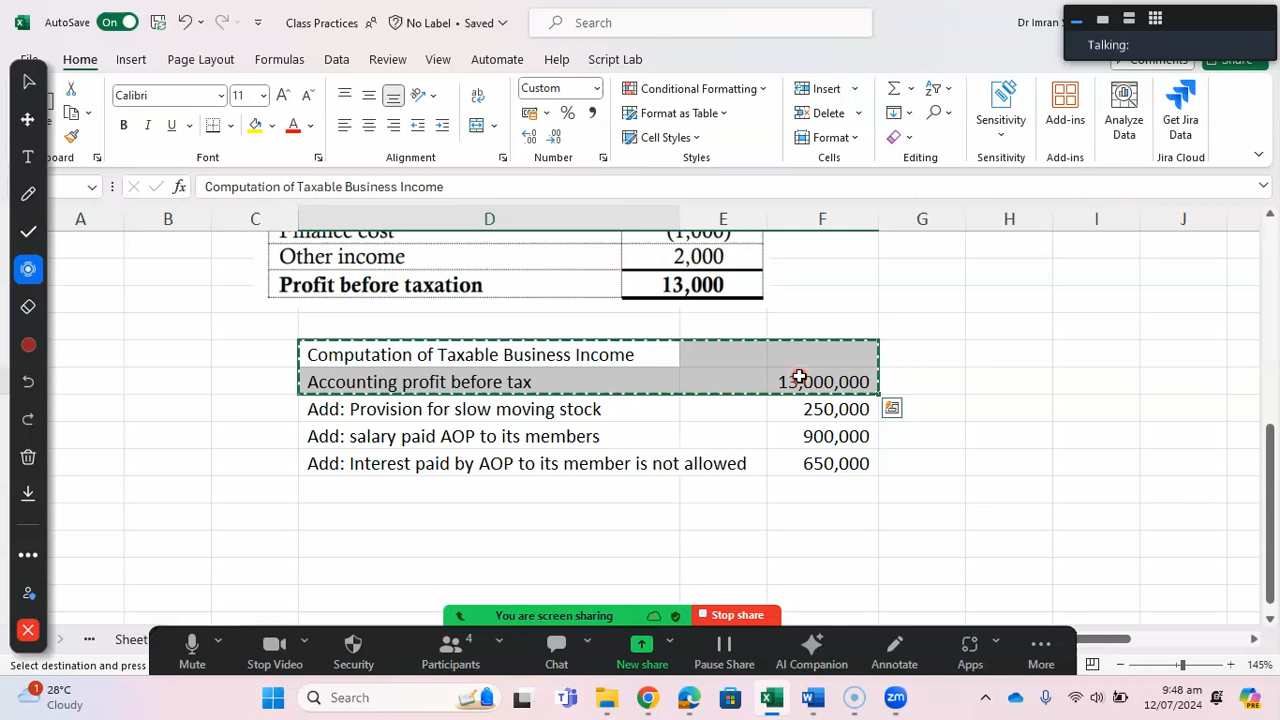 AutoSave On Class Practices No Label • Saved Search Dr Imran
Talking:
Home Insert Page Layout Formulas Data Review View Automate Help Script Lab
Calibri 11 Custom Conditional Formatting Insert
Format as Table Delete
B I U A Cell Styles Format
Sensitivity Add-ins Analyze Data Get Jira Data
Font Alignment Number Styles Cells Editing Sensitivity Add-ins Jira Cloud
Computation of Taxable Business Income
A B C D E F G H I J
Finance cost (1,000)
Other income 2,000
Profit before taxation 13,000
Computation of Taxable Business Income
Accounting profit before tax 13,000,000
Add: Provision for slow moving stock 250,000
Add: salary paid AOP to its members 900,000
Add: Interest paid by AOP to its member is not allowed 650,000
You are screen sharing Stop share
Sheet
Mute Stop Video Security Participants 4 Chat New share Pause Share AI Companion Annotate Apps More
Select destination and press 145%
1 28°C
Cloudy
Search
9:48 am
12/07/2024